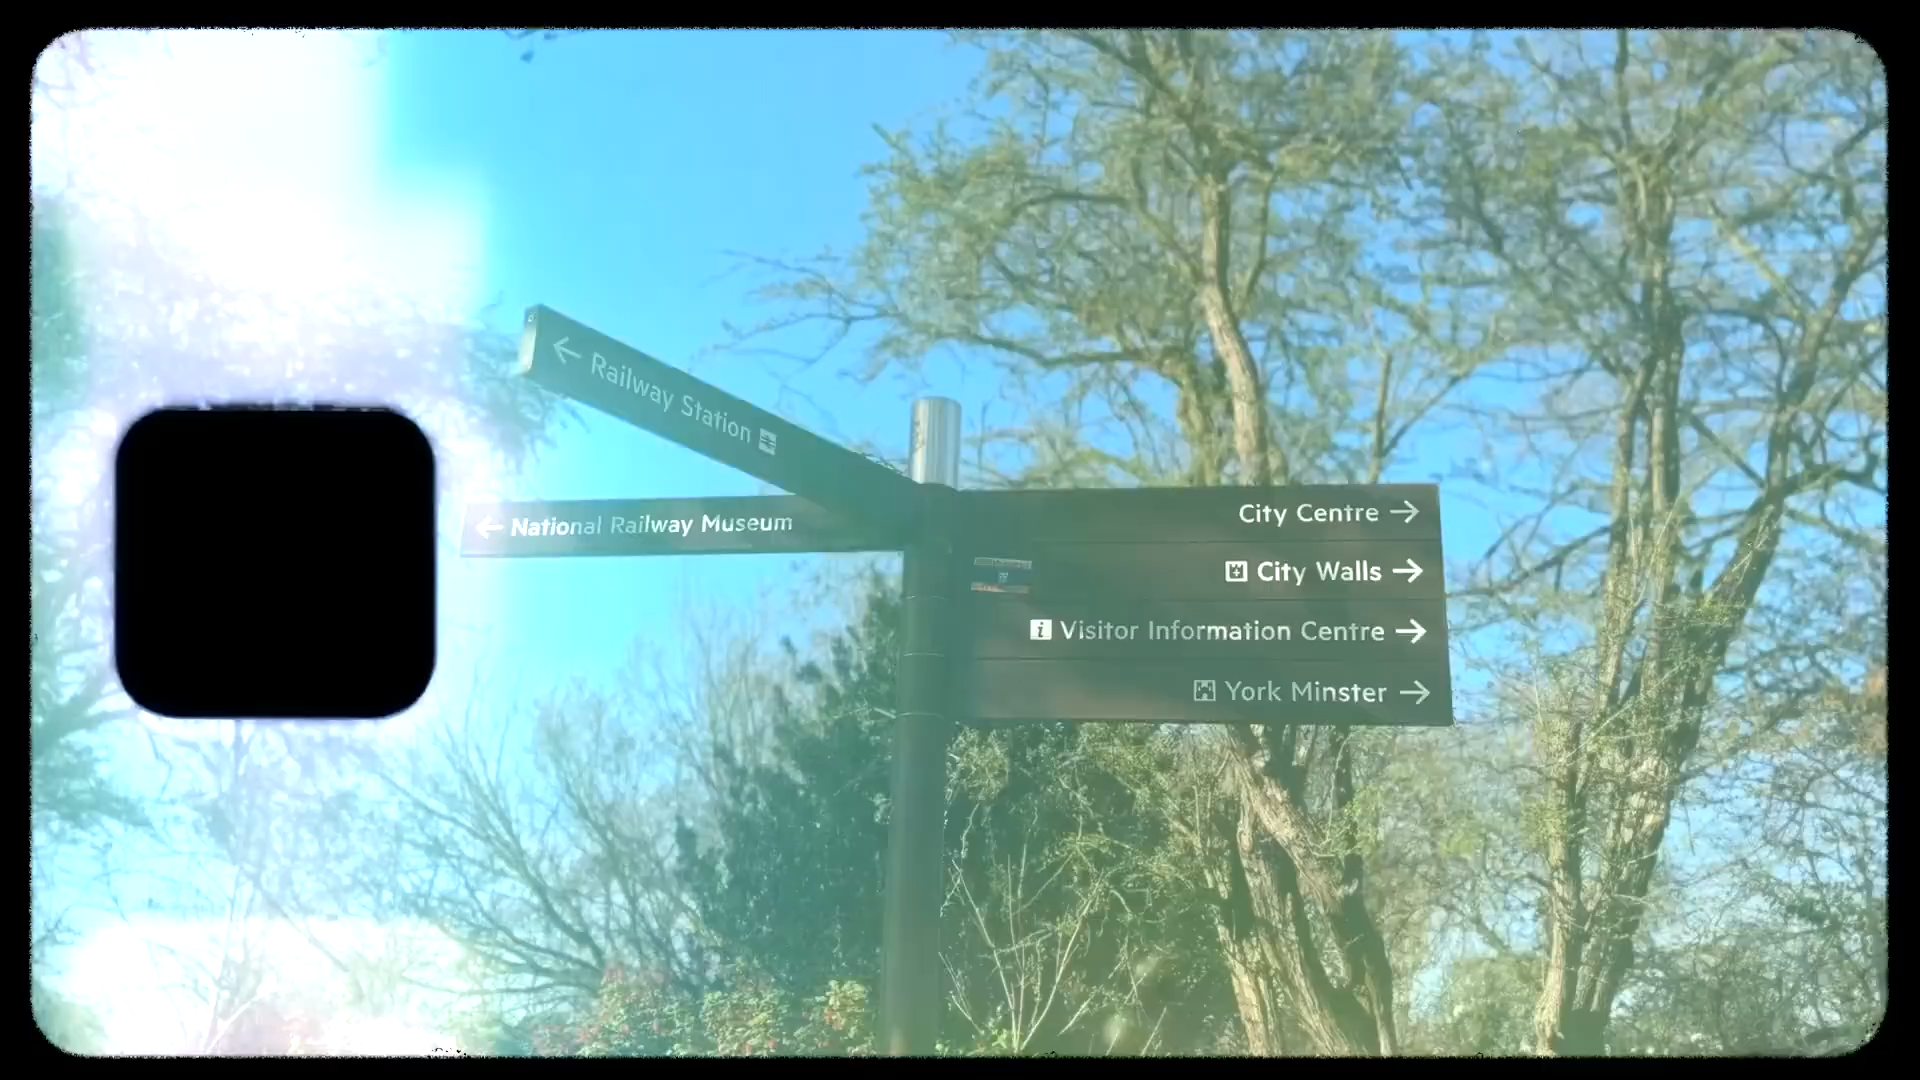 ← Railway Station
← National Railway Museum
City Centre →
City Walls →
i Visitor Information Centre →
York Minster →